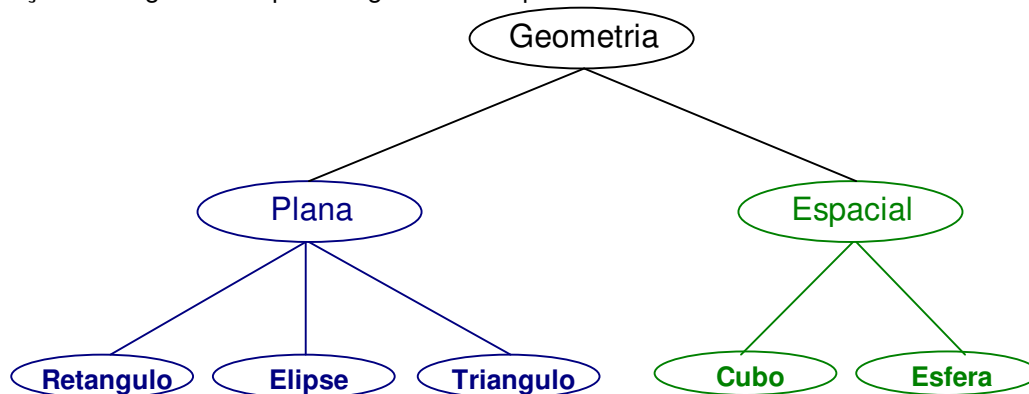 Geometria
Plana
Espacial
Retangulo
Elipse
Triangulo
Cubo
Esfera